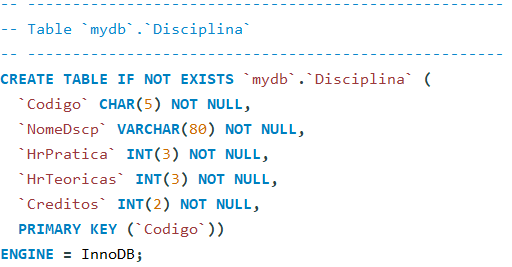 -- -----------------------------------------------------
-- Table `mydb`.`Disciplina`
-- -----------------------------------------------------
CREATE TABLE IF NOT EXISTS `mydb`.`Disciplina` (
  `Codigo` CHAR(5) NOT NULL,
  `NomeDscp` VARCHAR(80) NOT NULL,
  `HrPratica` INT(3) NOT NULL,
  `HrTeoricas` INT(3) NOT NULL,
  `Creditos` INT(2) NOT NULL,
  PRIMARY KEY (`Codigo`))
ENGINE = InnoDB;